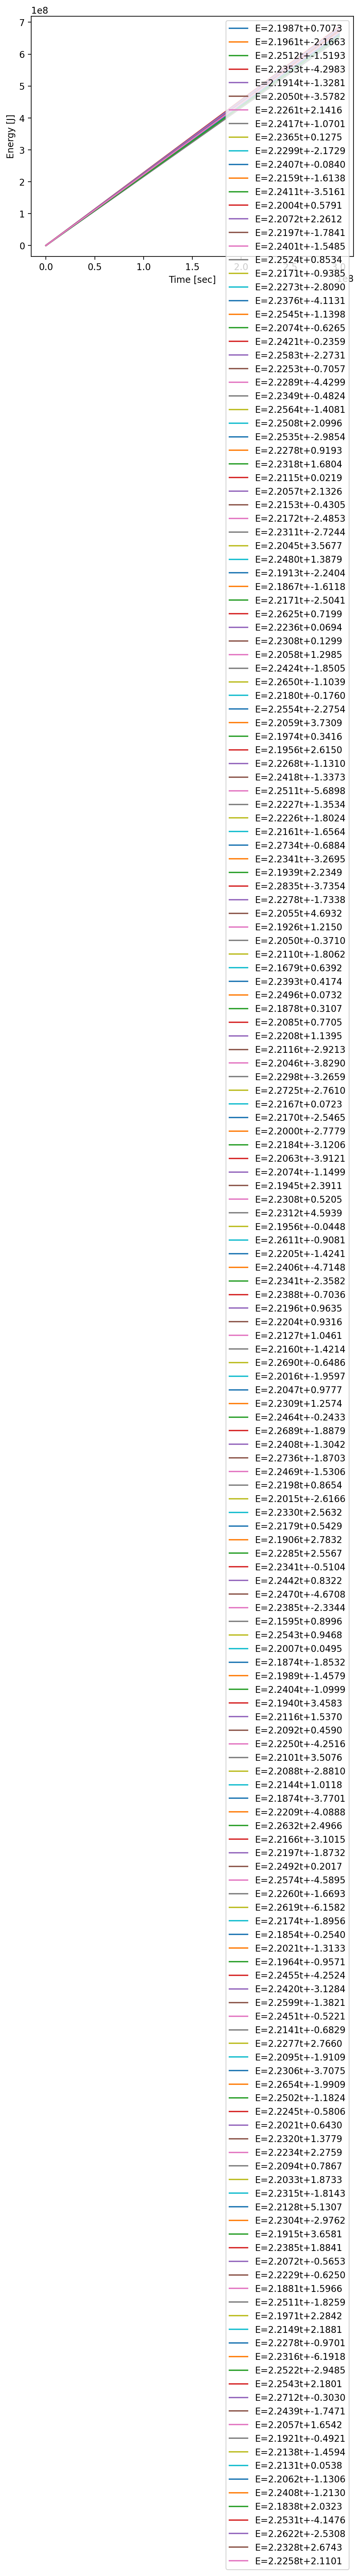 1e8
7
6
5
4
3
2
1
0
Energy [J]
0.0 0.5 1.0 1.5 2.0
Time [sec]
E=2.1987t+0.7073
E=2.1961t+-2.1663
E=2.2512t+-1.5193
E=2.2353t+-4.2983
E=2.1914t+-1.3281
E=2.2050t+-3.5782
E=2.2261t+2.1416
E=2.2417t+-1.0701
E=2.2365t+0.1275
E=2.2299t+-2.1729
E=2.2407t+-0.0840
E=2.2159t+-1.6138
E=2.2411t+-3.5161
E=2.2004t+0.5791
E=2.2072t+2.2612
E=2.2197t+-1.7841
E=2.2401t+-1.5485
E=2.2524t+0.8534
E=2.2171t+-0.9385
E=2.2273t+-2.8090
E=2.2376t+-4.1131
E=2.2545t+-1.1398
E=2.2074t+-0.6265
E=2.2421t+-0.2359
E=2.2583t+-2.2731
E=2.2253t+-0.7057
E=2.2289t+-4.4299
E=2.2349t+-0.4824
E=2.2564t+-1.4081
E=2.2508t+2.0996
E=2.2535t+-2.9854
E=2.2278t+0.9193
E=2.2318t+1.6804
E=2.2115t+0.0219
E=2.2057t+2.1326
E=2.2153t+-0.4305
E=2.2172t+-2.4853
E=2.2311t+-2.7244
E=2.2045t+3.5677
E=2.2480t+1.3879
E=2.1913t+-2.2404
E=2.1867t+-1.6118
E=2.2171t+-2.5041
E=2.2625t+0.7199
E=2.2236t+0.0694
E=2.2308t+0.1299
E=2.2058t+1.2985
E=2.2424t+-1.8505
E=2.2650t+-1.1039
E=2.2180t+-0.1760
E=2.2554t+-2.2754
E=2.2059t+3.7309
E=2.1974t+0.3416
E=2.1956t+2.6150
E=2.2268t+-1.1310
E=2.2418t+-1.3373
E=2.2511t+-5.6898
E=2.2227t+-1.3534
E=2.2226t+-1.8024
E=2.2161t+-1.6564
E=2.2734t+-0.6884
E=2.2341t+-3.2695
E=2.1939t+2.2349
E=2.2835t+-3.7354
E=2.2278t+-1.7338
E=2.2055t+4.6932
E=2.1926t+1.2150
E=2.2050t+-0.3710
E=2.2110t+-1.8062
E=2.1679t+0.6392
E=2.2393t+0.4174
E=2.2496t+0.0732
E=2.1878t+0.3107
E=2.2085t+0.7705
E=2.2208t+1.1395
E=2.2116t+-2.9213
E=2.2046t+-3.8290
E=2.2298t+-3.2659
E=2.2725t+-2.7610
E=2.2167t+0.0723
E=2.2170t+-2.5465
E=2.2000t+-2.7779
E=2.2184t+-3.1206
E=2.2063t+-3.9121
E=2.2074t+-1.1499
E=2.1945t+2.3911
E=2.2308t+0.5205
E=2.2312t+4.5939
E=2.1956t+-0.0448
E=2.2611t+-0.9081
E=2.2205t+-1.4241
E=2.2406t+-4.7148
E=2.2341t+-2.3582
E=2.2388t+-0.7036
E=2.2196t+0.9635
E=2.2204t+0.9316
E=2.2127t+1.0461
E=2.2160t+-1.4214
E=2.2690t+-0.6486
E=2.2016t+-1.9597
E=2.2047t+0.9777
E=2.2309t+1.2574
E=2.2464t+-0.2433
E=2.2689t+-1.8879
E=2.2408t+-1.3042
E=2.2736t+-1.8703
E=2.2469t+-1.5306
E=2.2198t+0.8654
E=2.2015t+-2.6166
E=2.2330t+2.5632
E=2.2179t+0.5429
E=2.1906t+2.7832
E=2.2285t+2.5567
E=2.2341t+-0.5104
E=2.2442t+0.8322
E=2.2470t+-4.6708
E=2.2385t+-2.3344
E=2.1595t+0.8996
E=2.2543t+0.9468
E=2.2007t+0.0495
E=2.1874t+-1.8532
E=2.1989t+-1.4579
E=2.2404t+-1.0999
E=2.1940t+3.4583
E=2.2116t+1.5370
E=2.2092t+0.4590
E=2.2250t+-4.2516
E=2.2101t+3.5076
E=2.2088t+-2.8810
E=2.2144t+1.0118
E=2.1874t+-3.7701
E=2.2209t+-4.0888
E=2.2632t+2.4966
E=2.2166t+-3.1015
E=2.2197t+-1.8732
E=2.2492t+0.2017
E=2.2574t+-4.5895
E=2.2260t+-1.6693
E=2.2619t+-6.1582
E=2.2174t+-1.8956
E=2.1854t+-0.2540
E=2.2021t+-1.3133
E=2.1964t+-0.9571
E=2.2455t+-4.2524
E=2.2420t+-3.1284
E=2.2599t+-1.3821
E=2.2451t+-0.5221
E=2.2141t+-0.6829
E=2.2277t+2.7660
E=2.2095t+-1.9109
E=2.2306t+-3.7075
E=2.2654t+-1.9909
E=2.2502t+-1.1824
E=2.2245t+-0.5806
E=2.2021t+0.6430
E=2.2320t+1.3779
E=2.2234t+2.2759
E=2.2094t+0.7867
E=2.2033t+1.8733
E=2.2315t+-1.8143
E=2.2128t+5.1307
E=2.2304t+-2.9762
E=2.1915t+3.6581
E=2.2385t+1.8841
E=2.2072t+-0.5653
E=2.2229t+-0.6250
E=2.1881t+1.5966
E=2.2511t+-1.8259
E=2.1971t+2.2842
E=2.2149t+2.1881
E=2.2278t+-0.9701
E=2.2316t+-6.1918
E=2.2522t+-2.9485
E=2.2543t+2.1801
E=2.2712t+-0.3030
E=2.2439t+-1.7471
E=2.2057t+1.6542
E=2.1921t+-0.4921
E=2.2138t+-1.4594
E=2.2131t+0.0538
E=2.2062t+-1.1306
E=2.2408t+-1.2130
E=2.1838t+2.0323
E=2.2531t+-4.1476
E=2.2622t+-2.5308
E=2.2328t+2.6743
E=2.2258t+2.1101